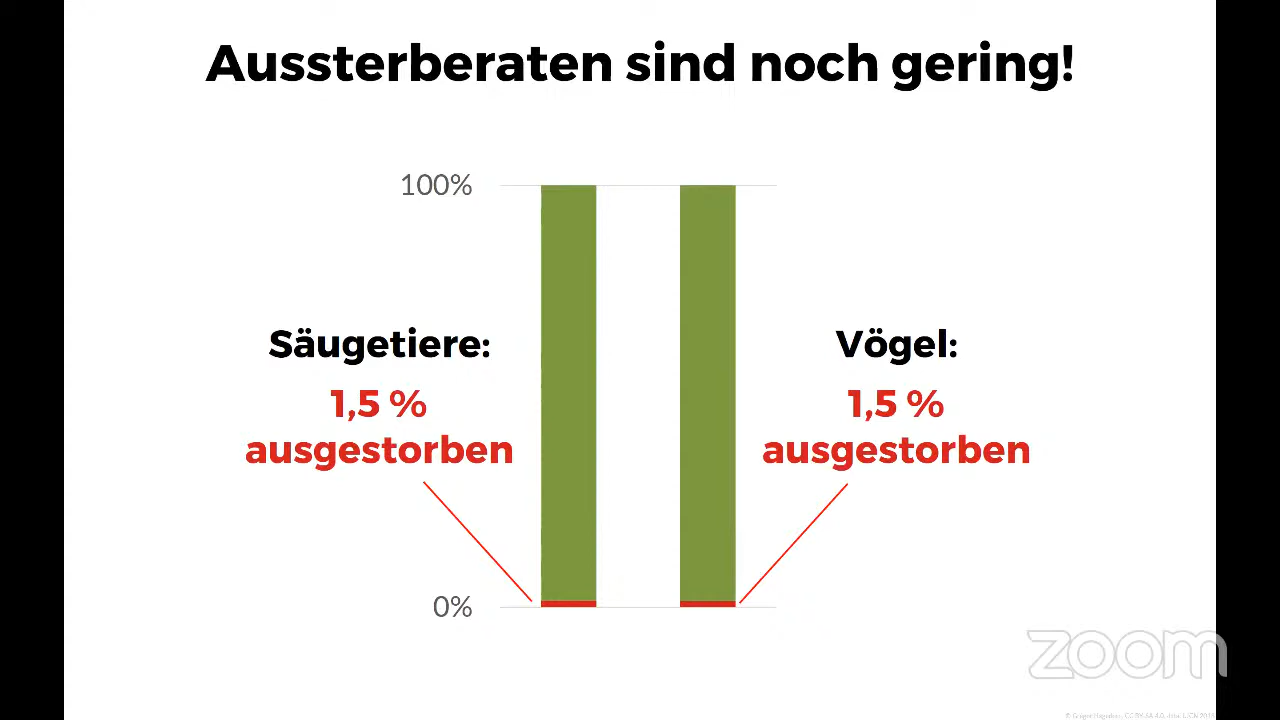 Aussterberaten sind noch gering!
100%
Säugetiere:
1,5 %
ausgestorben
Vögel:
1,5 %
ausgestorben
0%
zoom